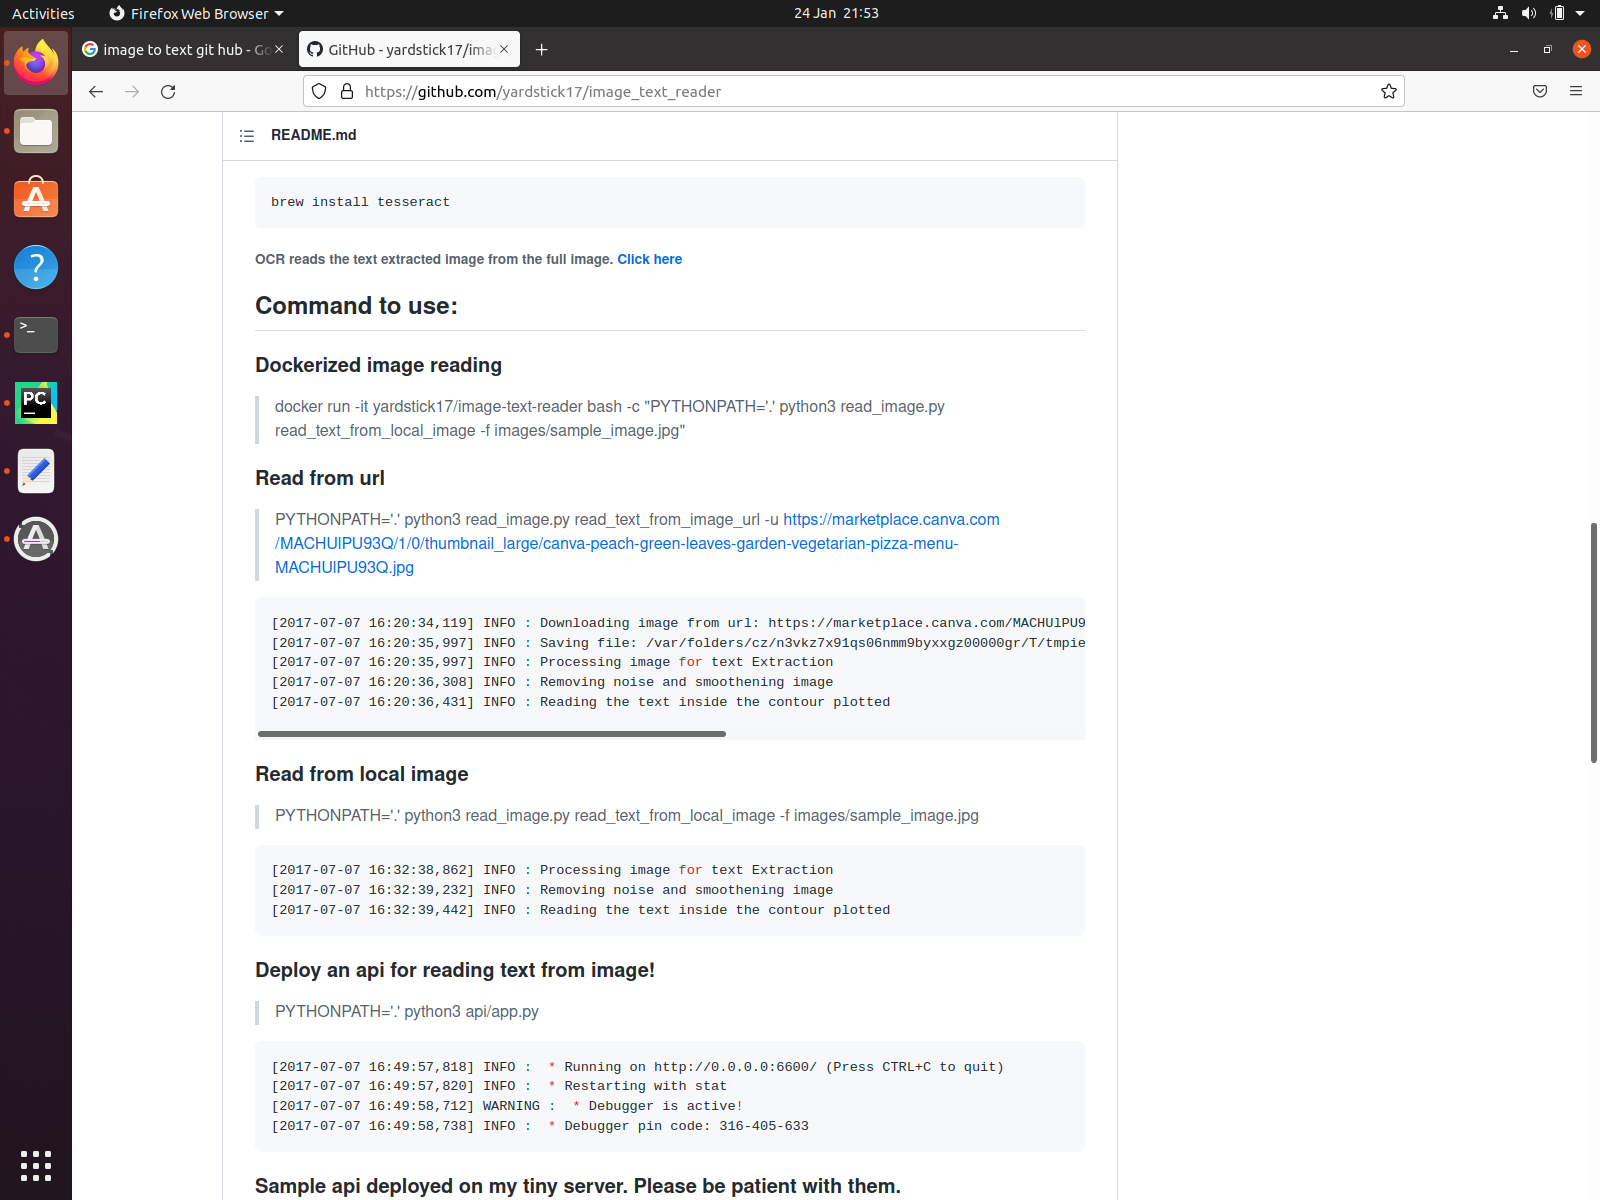 Activities
Firefox Web Browser
24 Jan 21:53
image to text git hub - Go
GitHub - yardstick17/ima
https://github.com/yardstick17/image_text_reader
README.md
brew install tesseract
OCR reads the text extracted image from the full image. Click here
Command to use:
Dockerized image reading
docker run -it yardstick17/image-text-reader bash -c "PYTHONPATH='.' python3 read_image.py
read_text_from_local_image -f images/sample_image.jpg"
Read from url
PYTHONPATH='.' python3 read_image.py read_text_from_image_url -u https://marketplace.canva.com
/MACHUlPU93Q/1/0/thumbnail_large/canva-peach-green-leaves-garden-vegetarian-pizza-menu-
MACHUlPU93Q.jpg
[2017-07-07 16:20:34,119] INFO : Downloading image from url: https://marketplace.canva.com/MACHUlPU9
[2017-07-07 16:20:35,997] INFO : Saving file: /var/folders/cz/n3vkz7x91qs06nmm9byxxgz00000gr/T/tmpie
[2017-07-07 16:20:35,997] INFO : Processing image for text Extraction
[2017-07-07 16:20:36,308] INFO : Removing noise and smoothening image
[2017-07-07 16:20:36,431] INFO : Reading the text inside the contour plotted
Read from local image
PYTHONPATH='.' python3 read_image.py read_text_from_local_image -f images/sample_image.jpg
[2017-07-07 16:32:38,862] INFO : Processing image for text Extraction
[2017-07-07 16:32:39,232] INFO : Removing noise and smoothening image
[2017-07-07 16:32:39,442] INFO : Reading the text inside the contour plotted
Deploy an api for reading text from image!
PYTHONPATH='.' python3 api/app.py
[2017-07-07 16:49:57,818] INFO :  * Running on http://0.0.0.0:6600/ (Press CTRL+C to quit)
[2017-07-07 16:49:57,820] INFO :  * Restarting with stat
[2017-07-07 16:49:58,712] WARNING :  * Debugger is active!
[2017-07-07 16:49:58,738] INFO :  * Debugger pin code: 316-405-633
Sample api deployed on my tiny server. Please be patient with them.